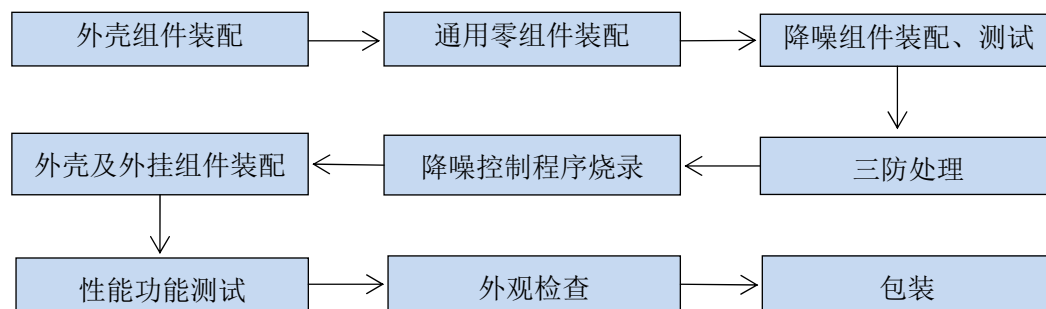 外壳组件装配
通用零组件装配
降噪组件装配、测试
三防处理
降噪控制程序烧录
外壳及外挂组件装配
性能功能测试
外观检查
包装